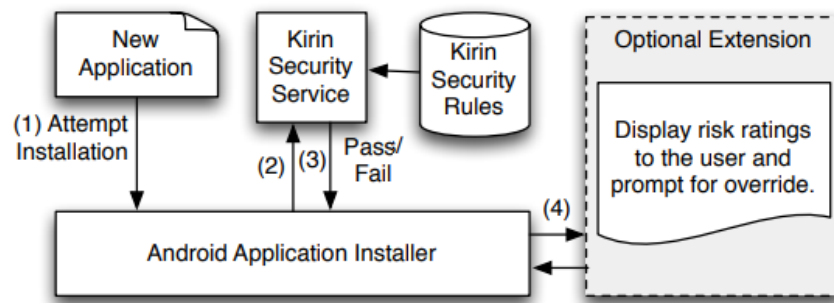 New
Application
Kirin
Security
Service
Kirin
Security
Rules
Optional Extension
(1) Attempt
Installation
(2)
(3)
Pass/
Fail
(4)
Display risk ratings
to the user and
prompt for override.
Android Application Installer